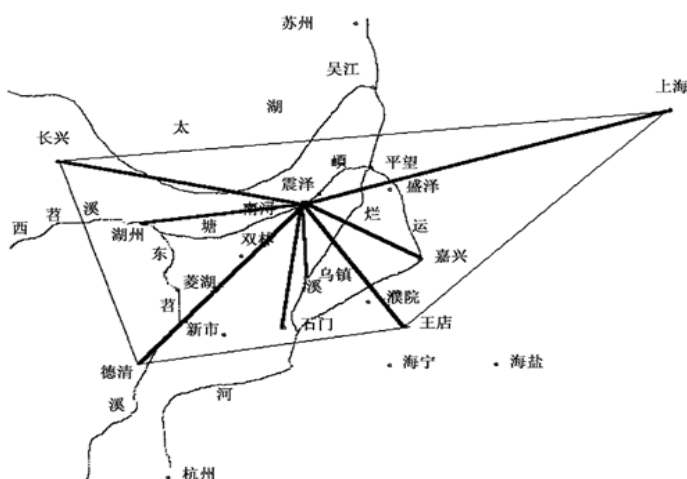 苏州
吴江
上海
湖
太
长兴
頔
平望
震泽
盛泽
南浔
烂
溪
苕
西
塘
运
湖州
双林
东
嘉兴
菱湖
乌镇
溪
濮院
苕
新市
石门
王店
德清
海宁
海盐
河
溪
杭州